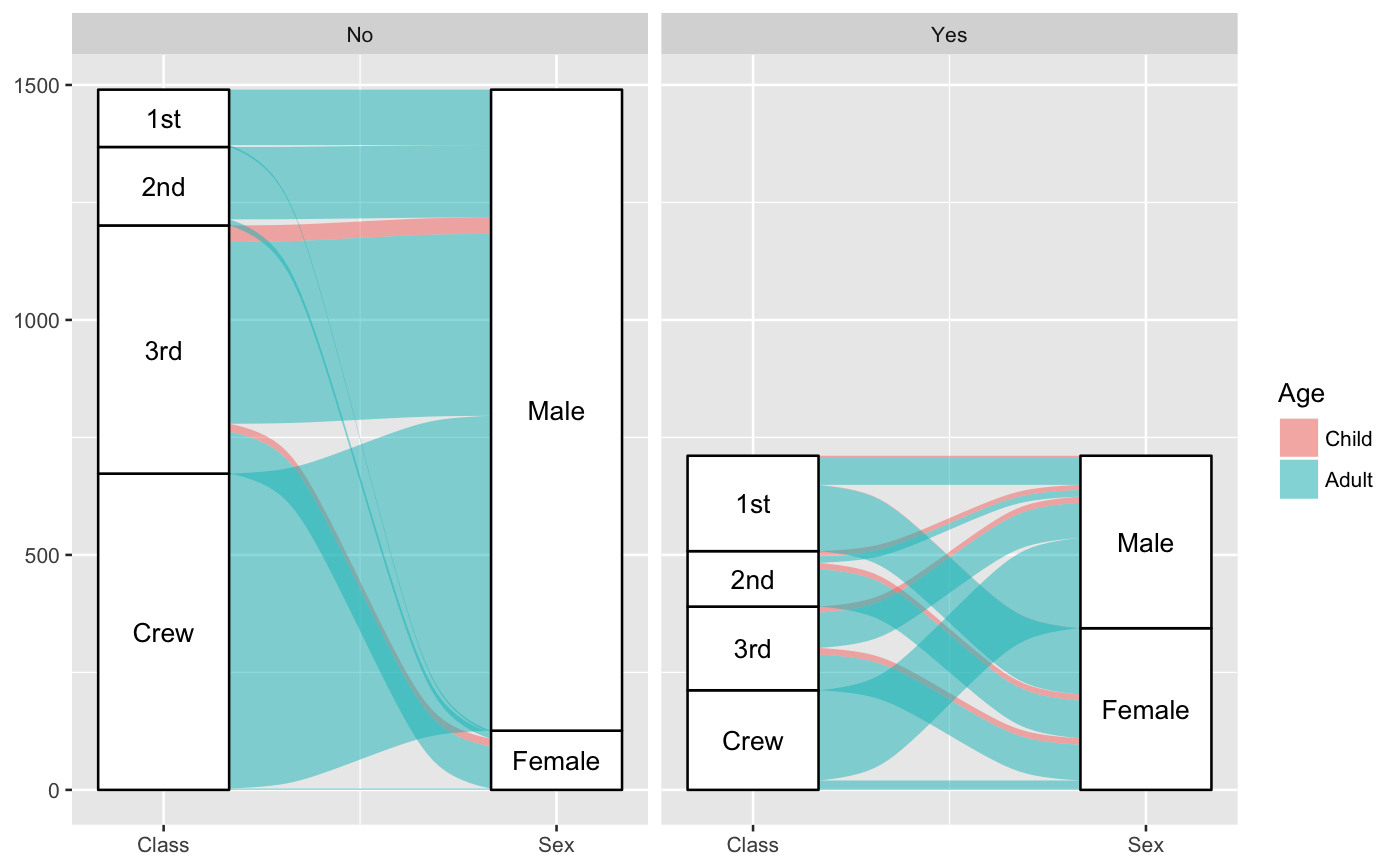 No
Yes
1500
1000
500
0
1st
2nd
3rd
Crew
Male
Female
1st
2nd
3rd
Crew
Male
Female
Class
Sex
Class
Sex
Age
Child
Adult